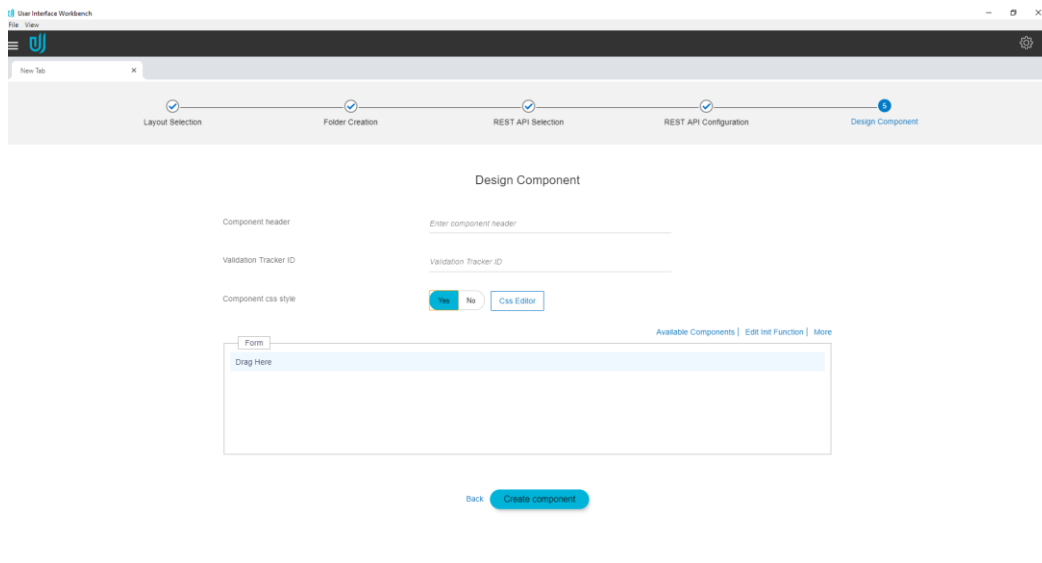 User Interface Workbench
File View
New Tab
Layout Selection Folder Creation REST API Selection REST API Configuration 5 Design Component
Design Component
Component header Enter component header
Validation Tracker ID Validation Tracker ID
Component css style Yes No Css Editor
Available Components | Edit Init Function | More
Form
Drag Here
Back Create component